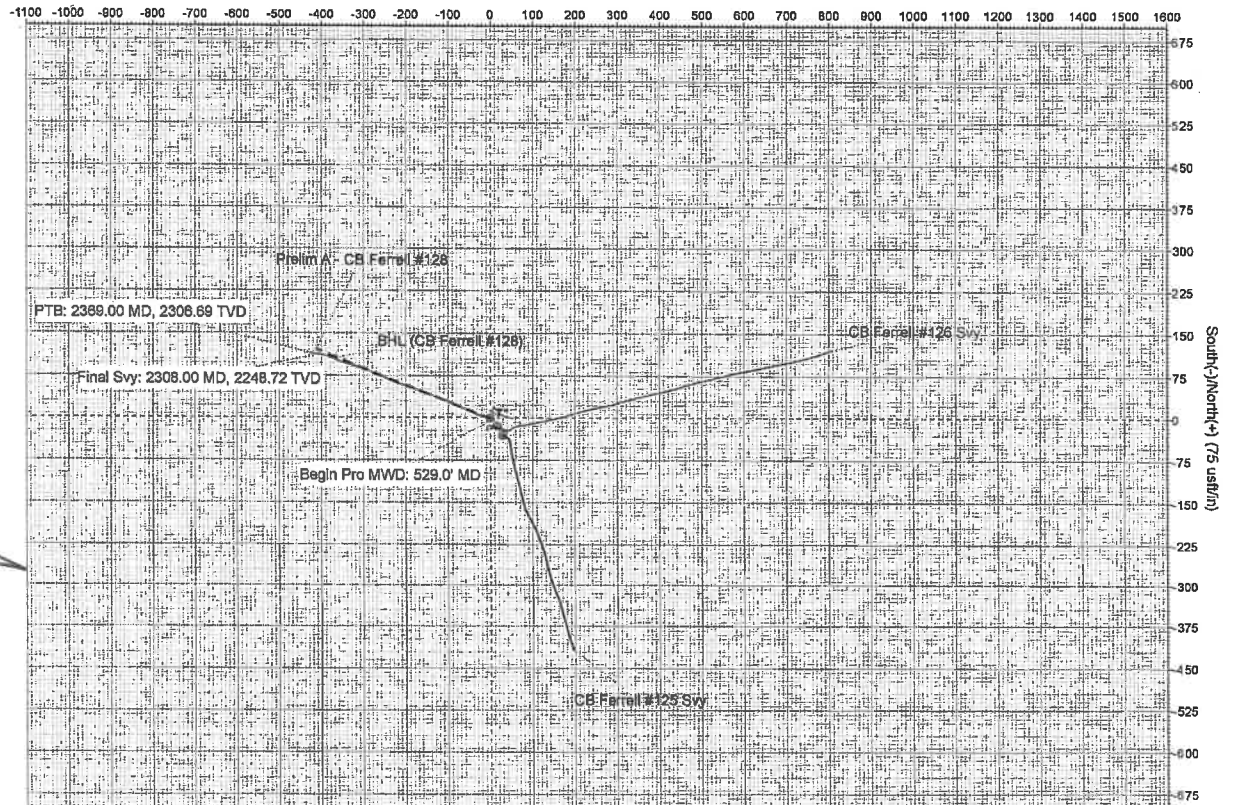 -1100 -1000 -900 -800 -700 -600 -500 -400 -300 -200 -100 0 100 200 300 400 500 600 700 800 900 1000 1100 1200 1300 1400 1500 1600
675
600
525
450
375
300
225
150
75
0
-75
-150
-225
-300
-375
-450
-525
-600
-675
South(-)/North(+) (75 usft/in)
Prelim A - CB Ferrell #128
PTB: 2369.00 MD, 2306.69 TVD
BHL (CB Ferrell #128)
CB Ferrell #126 Svy
Final Svy: 2308.00 MD, 2248.72 TVD
Begin Pro MWD: 529.0' MD
CB Ferrell #125 Svy